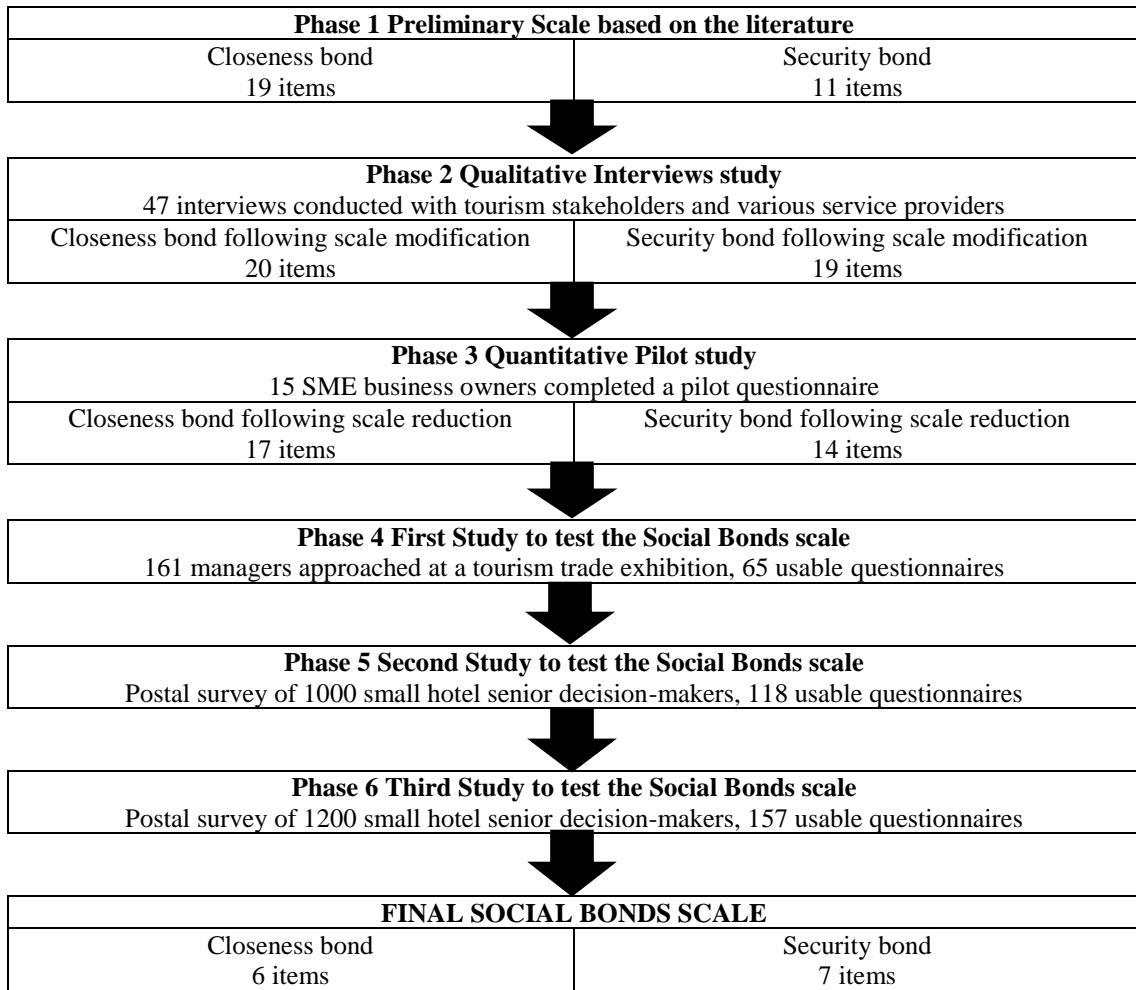 Phase 1 Preliminary Scale based on the literature
Closeness bond
19 items
Security bond
11 items
Phase 2 Qualitative Interviews study
47 interviews conducted with tourism stakeholders and various service providers
Closeness bond following scale modification
20 items
Security bond following scale modification
19 items
Phase 3 Quantitative Pilot study
15 SME business owners completed a pilot questionnaire
Closeness bond following scale reduction
17 items
Security bond following scale reduction
14 items
Phase 4 First Study to test the Social Bonds scale
161 managers approached at a tourism trade exhibition, 65 usable questionnaires
Phase 5 Second Study to test the Social Bonds scale
Postal survey of 1000 small hotel senior decision-makers, 118 usable questionnaires
Phase 6 Third Study to test the Social Bonds scale
Postal survey of 1200 small hotel senior decision-makers, 157 usable questionnaires
FINAL SOCIAL BONDS SCALE
Closeness bond
6 items
Security bond
7 items